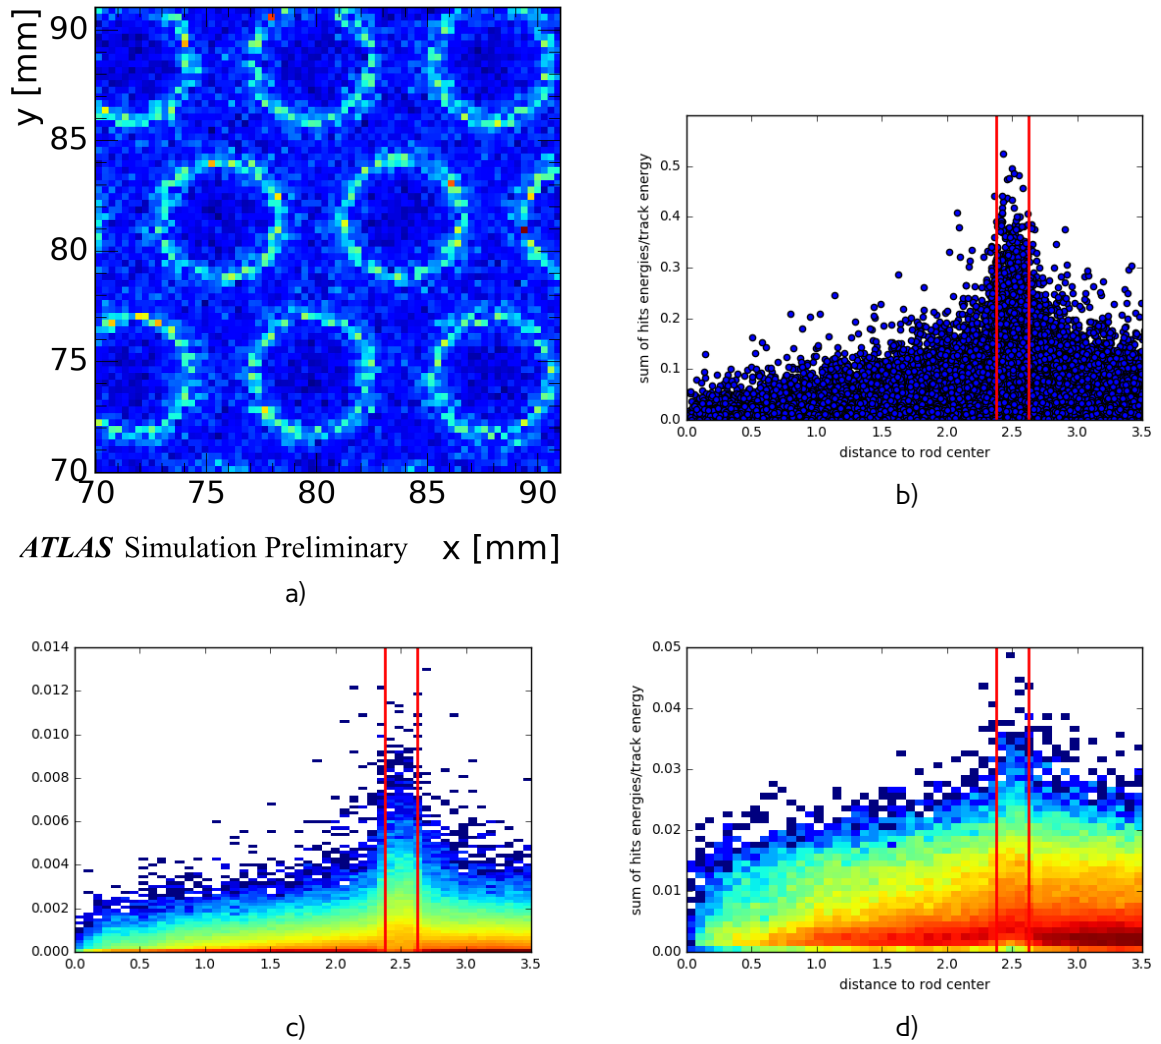 y [mm]
90
85
80
75
70
70 75 80 85 90
ATLAS Simulation Preliminary x [mm]
a)
sum of hits energies/track energy
0.5
0.4
0.3
0.2
0.1
0.0
0.0 0.5 1.0 1.5 2.0 2.5 3.0 3.5
distance to rod center
b)
0.014
0.012
0.010
0.008
0.006
0.004
0.002
0.000
0.0 0.5 1.0 1.5 2.0 2.5 3.0 3.5
c)
sum of hits energies/track energy
0.05
0.04
0.03
0.02
0.01
0.00
0.0 0.5 1.0 1.5 2.0 2.5 3.0 3.5
distance to rod center
d)